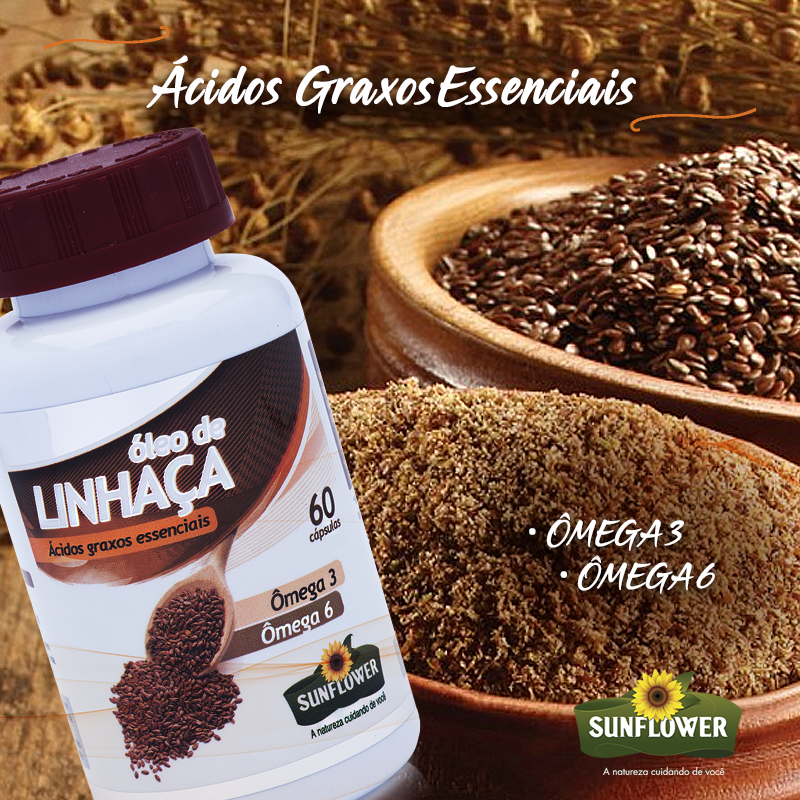 Ácidos Graxos Essenciais
óleo de
LINHAÇA
Ácidos graxos essenciais
60
cápsulas
Ômega 3
Ômega 6
SUNFLOWER
A natureza cuidando de você
• ÔMEGA 3
• ÔMEGA 6
SUNFLOWER
A natureza cuidando de você